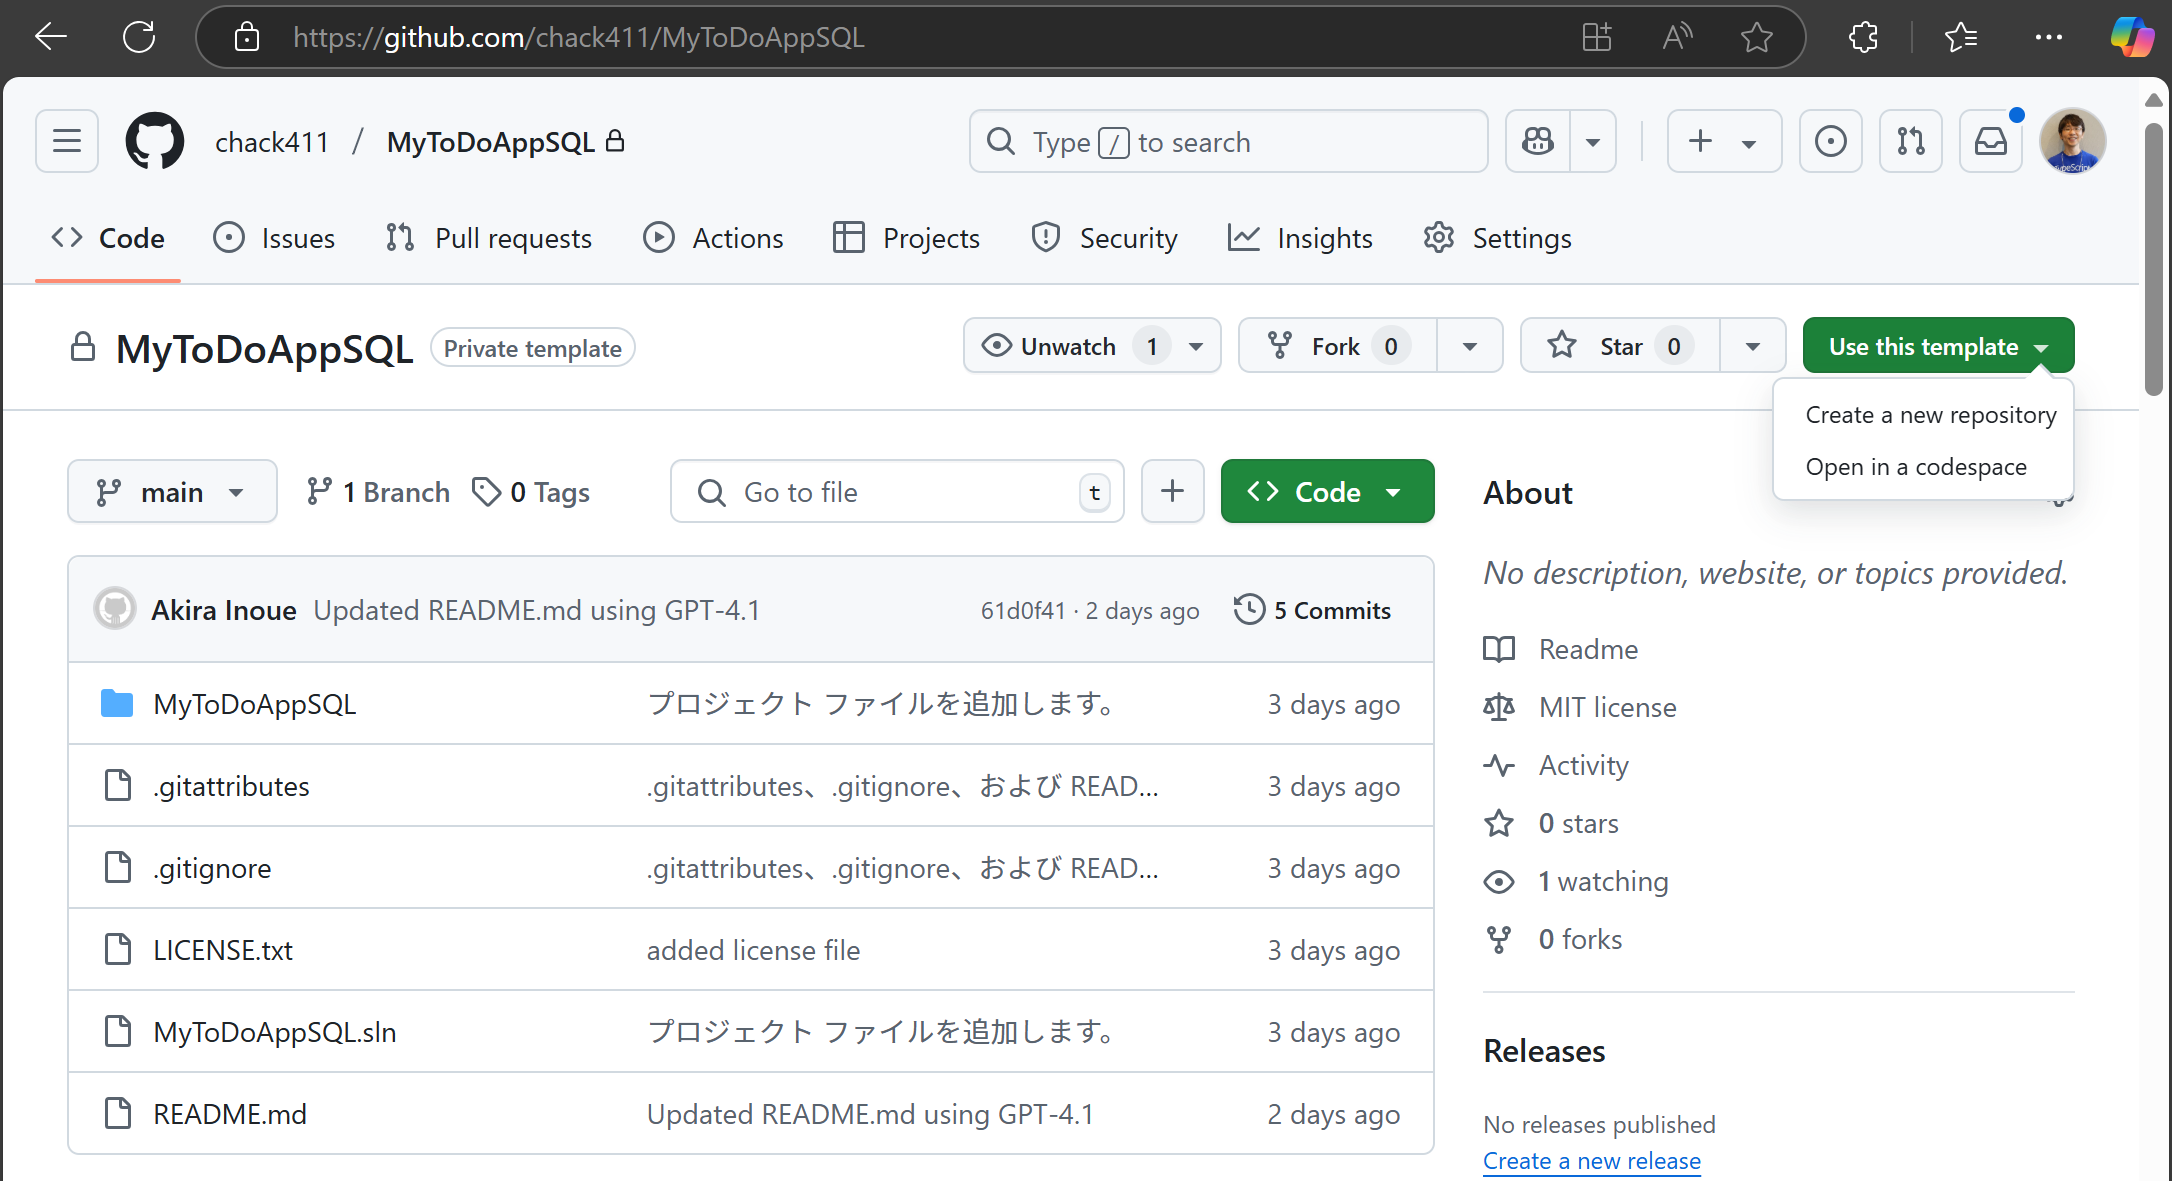 https://github.com/chack411/MyToDoAppSQL
chack411 / MyToDoAppSQL
Type / to search
Code Issues Pull requests Actions Projects Security Insights Settings
MyToDoAppSQL Private template
Unwatch 1 Fork 0 Star 0 Use this template
Create a new repository
Open in a codespace
main 1 Branch 0 Tags Go to file t + Code
Akira Inoue Updated README.md using GPT-4.1 61d0f41 · 2 days ago 5 Commits
MyToDoAppSQL プロジェクト ファイルを追加します。 3 days ago
.gitattributes .gitattributes、.gitignore、および READ... 3 days ago
.gitignore .gitattributes、.gitignore、および READ... 3 days ago
LICENSE.txt added license file 3 days ago
MyToDoAppSQL.sln プロジェクト ファイルを追加します。 3 days ago
README.md Updated README.md using GPT-4.1 2 days ago
About
No description, website, or topics provided.
Readme
MIT license
Activity
0 stars
1 watching
0 forks
Releases
No releases published
Create a new release